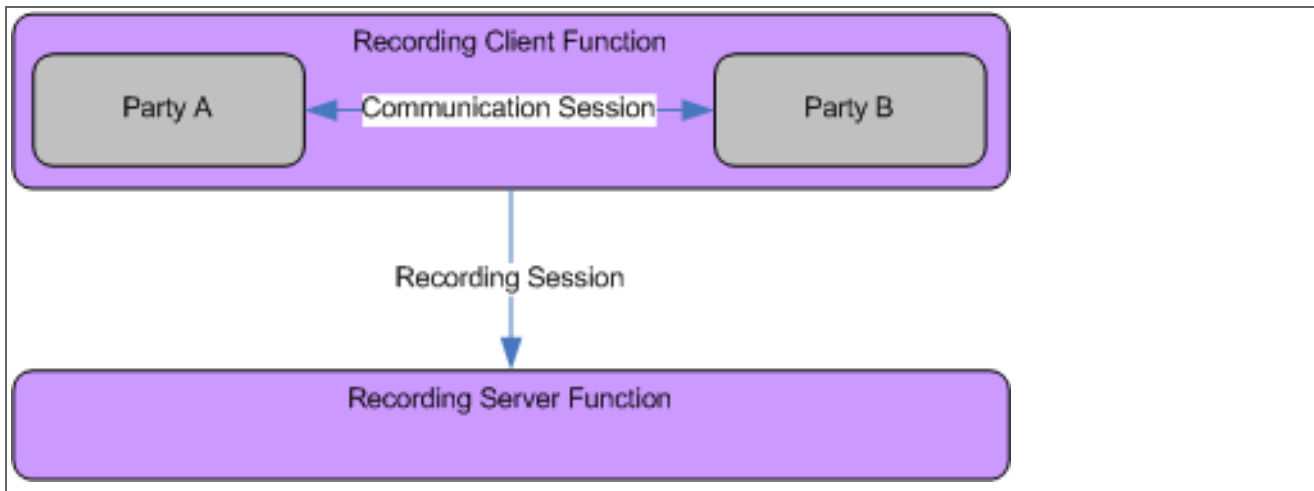 Recording Client Function
Party A
Communication Session
Party B
Recording Session
Recording Server Function